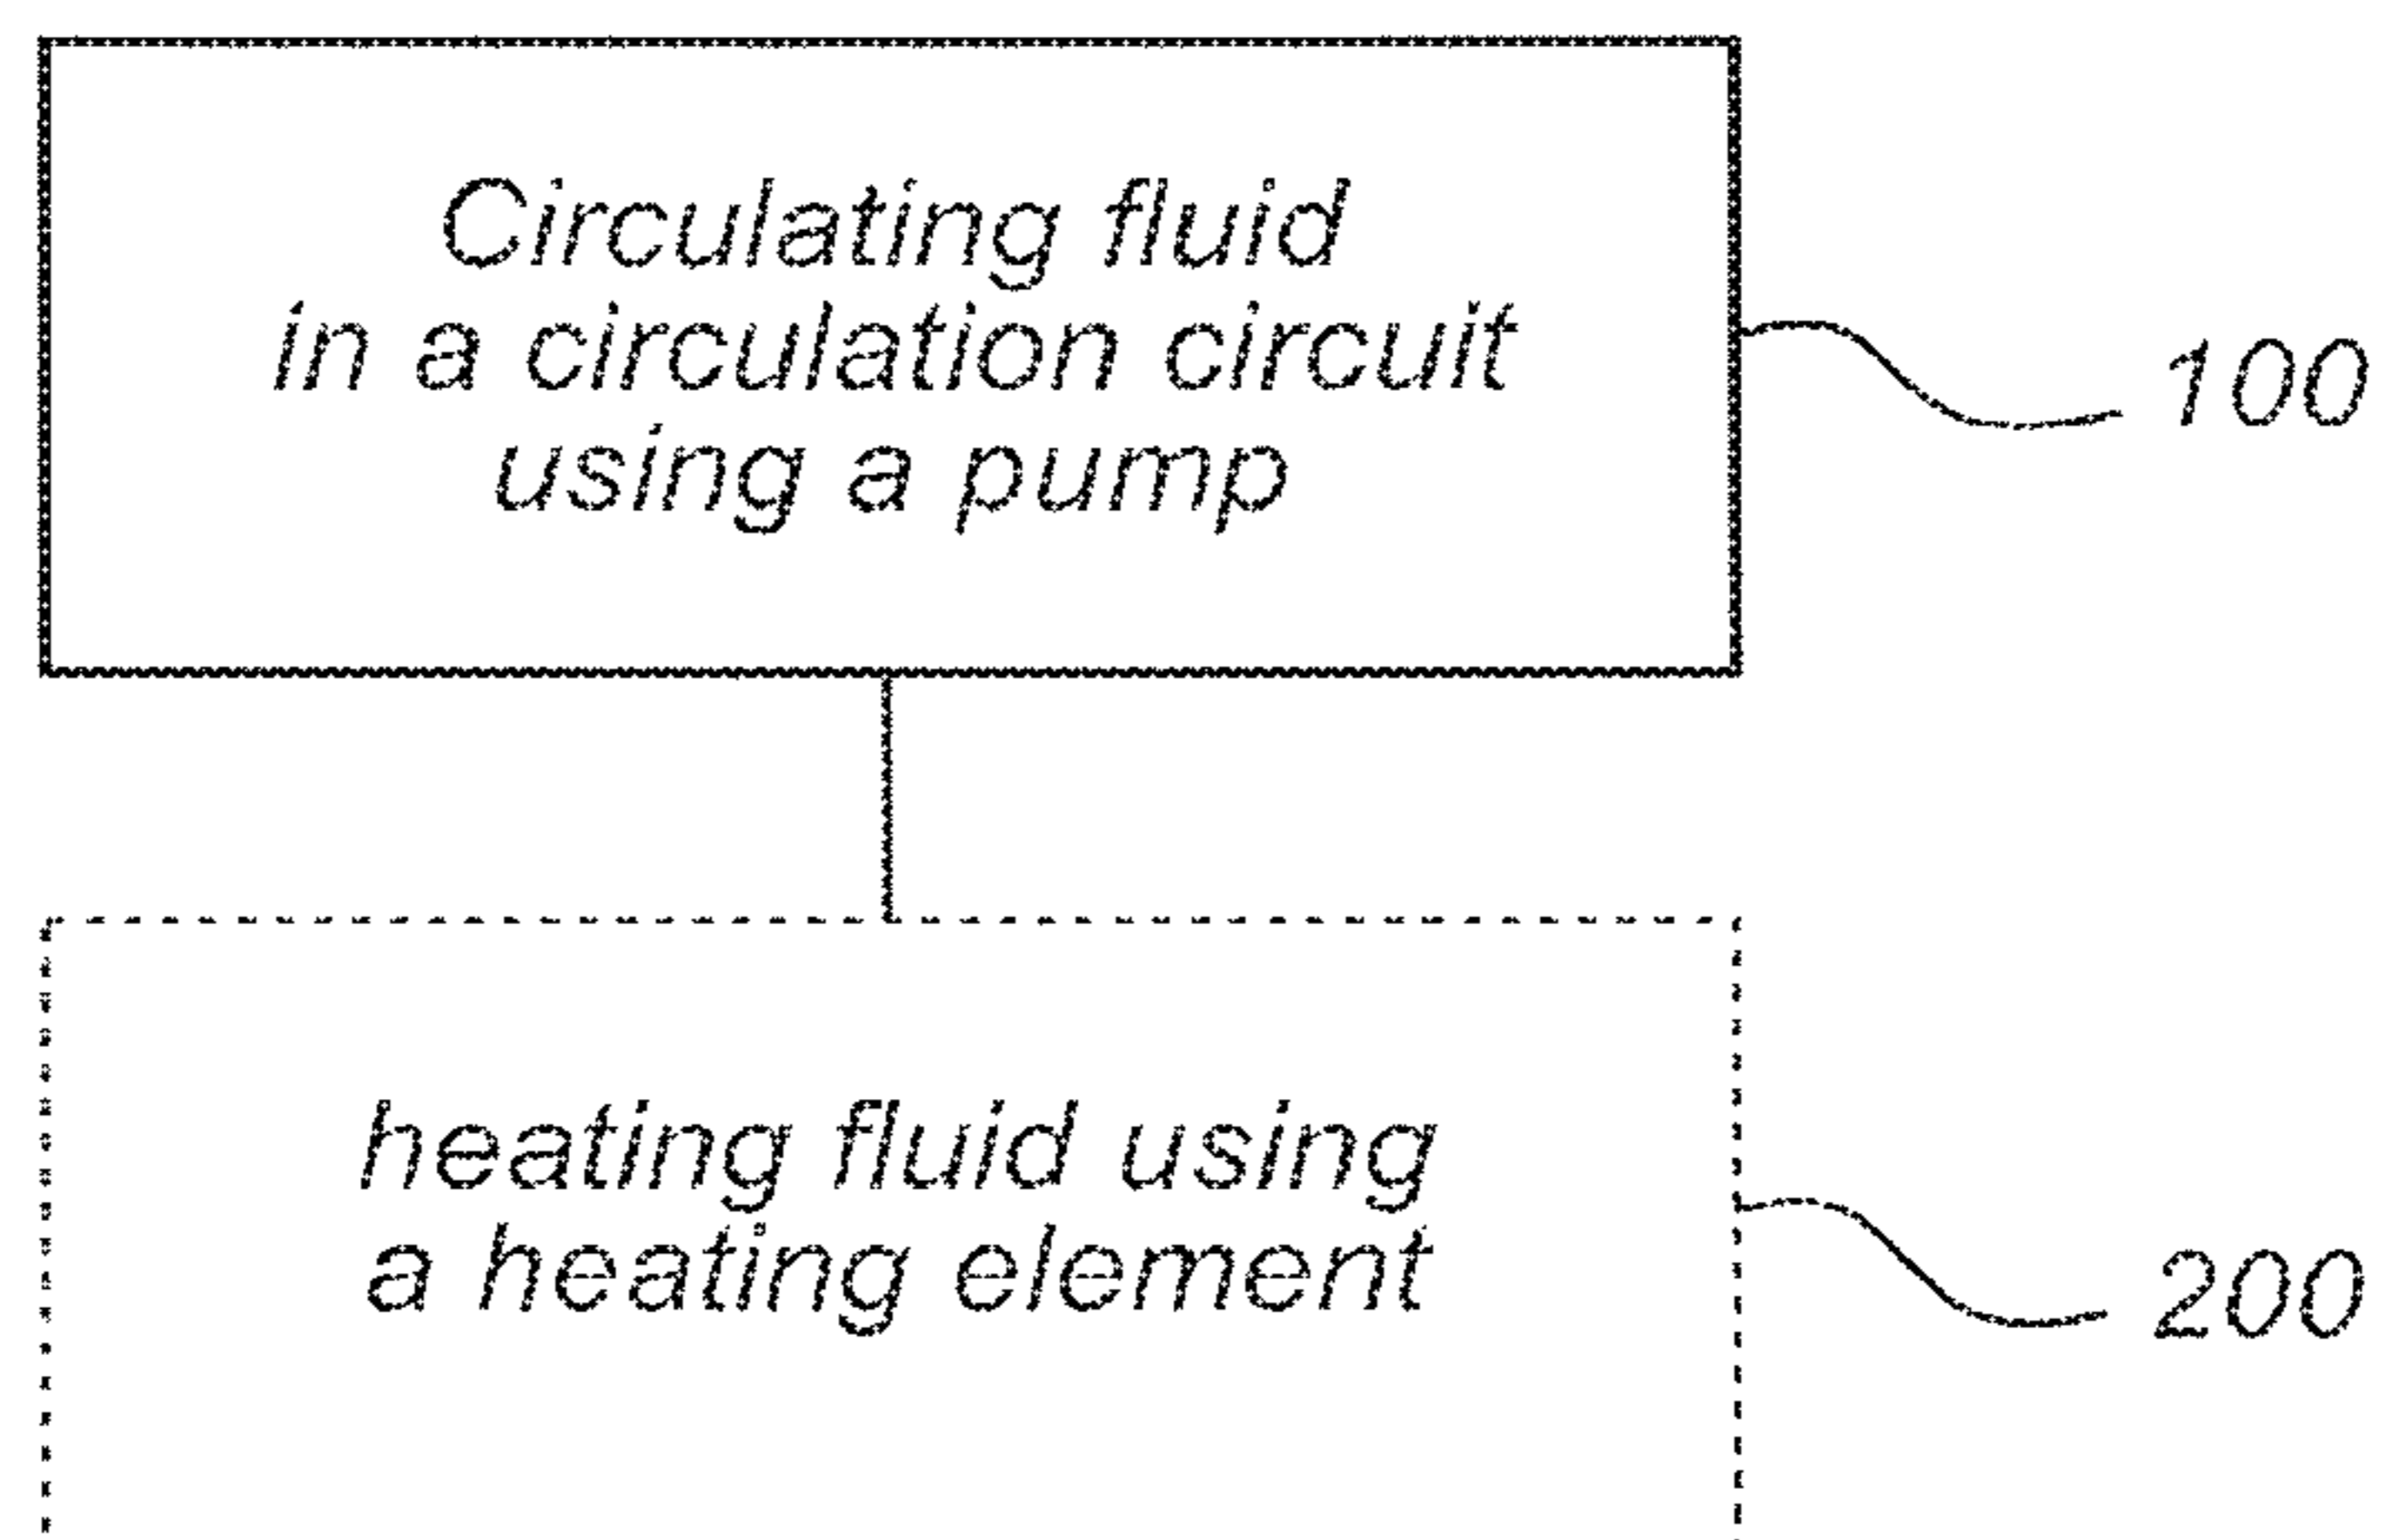 Circulating fluid
in a circulation circuit
using a pump
100
heating fluid using
a heating element
200